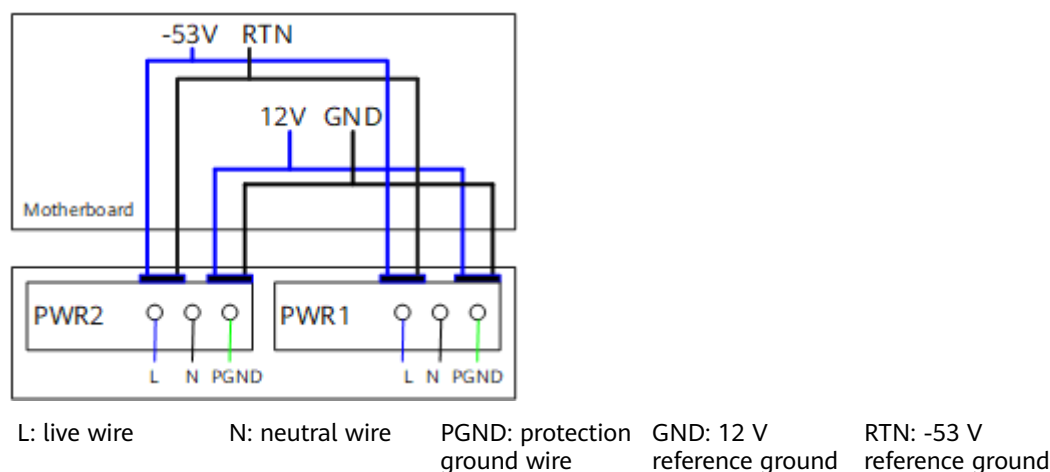 -53V RTN
12V GND
Motherboard
PWR2 PWR1
L N PGND L N PGND
L: live wire N: neutral wire PGND: protection ground wire GND: 12 V reference ground RTN: -53 V reference ground